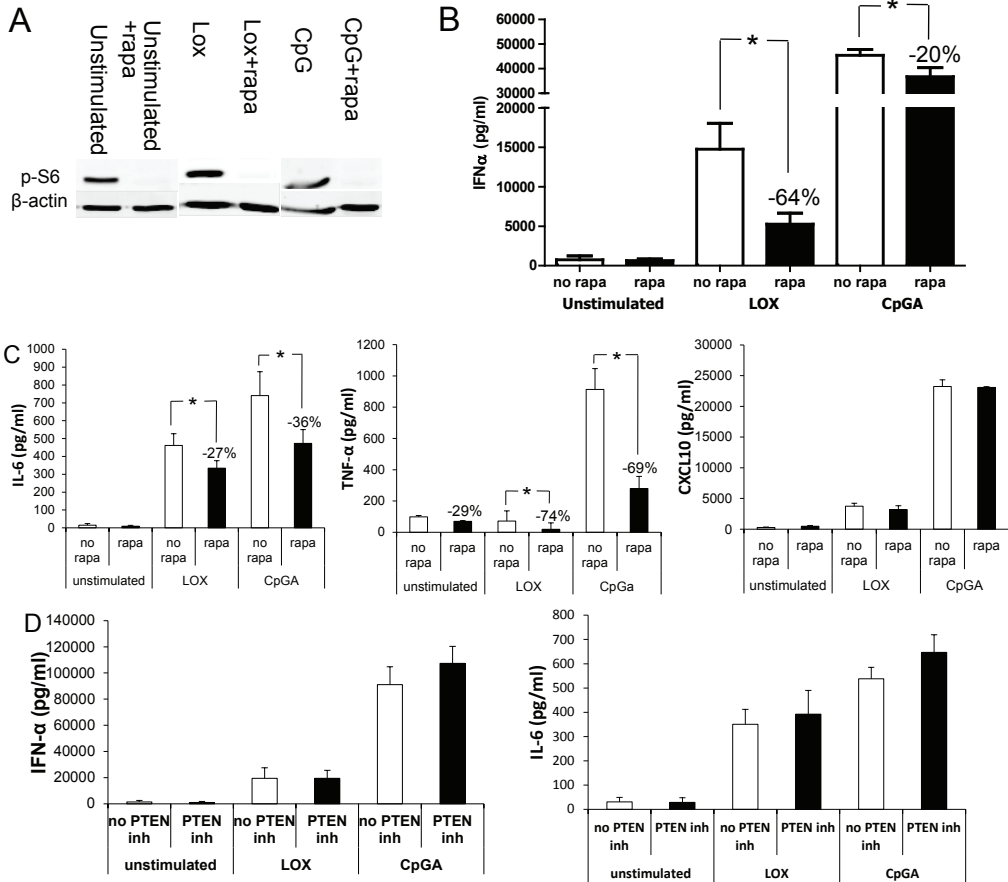 A
Unstimulated
Unstimulated
+rapa
Lox
Lox+rapa
CpG
CpG+rapa
p-S6
β-actin
B
IFNα (pg/ml)
50000
40000
30000
20000
15000
10000
5000
0
*
-64%
*
-20%
no rapa rapa no rapa rapa no rapa rapa
Unstimulated LOX CpGA
C
IL-6 (pg/ml)
1000
900
800
700
600
500
400
300
200
100
0
*
-27%
*
-36%
no rapa rapa no rapa rapa no rapa rapa
unstimulated LOX CpGA
TNF-α (pg/ml)
1200
1000
800
600
400
200
0
-29%
*
-74%
*
-69%
no rapa rapa no rapa rapa no rapa rapa
unstimulated LOX CpGa
CXCL10 (pg/ml)
30000
25000
20000
15000
10000
5000
0
no rapa rapa no rapa rapa no rapa rapa
unstimulated LOX CpGA
D
IFN-α (pg/ml)
140000
120000
100000
80000
60000
40000
20000
0
no PTEN PTEN no PTEN PTEN no PTEN PTEN
inh inh inh inh inh inh
unstimulated LOX CpGA
IL-6 (pg/ml)
800
700
600
500
400
300
200
100
0
no PTEN PTEN inh no PTEN PTEN inh no PTEN PTEN inh
inh inh inh
unstimulated LOX CpGA